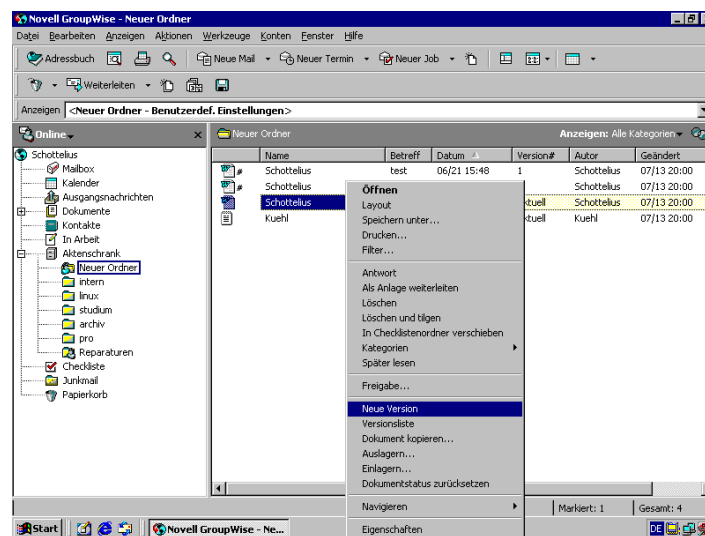 Novell GroupWise - Neuer Ordner
Datei Bearbeiten Anzeigen Aktionen Werkzeuge Konten Fenster Hilfe
Adressbuch Neue Mail Neuer Termin Neuer Job
Weiterleiten
Anzeigen <Neuer Ordner - Benutzerdef. Einstellungen>
Online Neuer Ordner Anzeigen: Alle Kategorien
Name Betreff Datum Version# Autor Geändert
Schottelius
Mailbox
Kalender
Ausgangsnachrichten
Dokumente
Kontakte
In Arbeit
Aktenschrank
Neuer Ordner
intern
linux
studium
archiv
pro
Reparaturen
Checkliste
Junkmail
Papierkorb
Schottelius test 06/21 15:48 1 Schottelius 07/13 20:00
Schottelius Schottelius 07/13 20:00
Schottelius ktuell Schottelius 07/13 20:00
Kuehl ktuell Kuehl 07/13 20:00
Öffnen
Layout
Speichern unter...
Drucken...
Filter...
Antwort
Als Anlage weiterleiten
Löschen
Löschen und tilgen
In Checklistenordner verschieben
Kategorien
Später lesen
Freigabe...
Neue Version
Versionsliste
Dokument kopieren...
Auslagern...
Einlagern...
Dokumentstatus zurücksetzen
Navigieren
Eigenschaften
Markiert: 1 Gesamt: 4
Start Novell GroupWise - Ne... DE